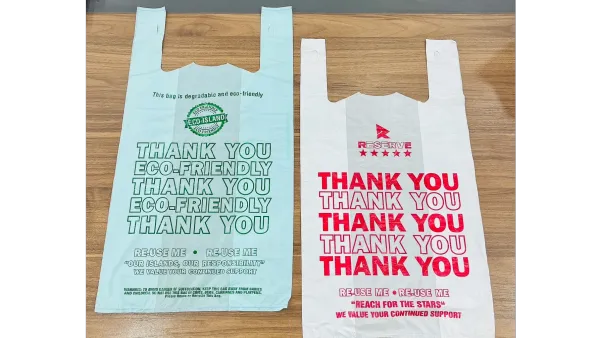 This bag is degradable and eco-friendly
ECO-ISLAND
THANK YOU
ECO-FRIENDLY
THANK YOU
ECO-FRIENDLY
THANK YOU
RE-USE ME • RE-USE ME
"OUR ISLANDS, OUR RESPONSIBILITY"
WE VALUE YOUR CONTINUED SUPPORT
RESERVE
THANK YOU
THANK YOU
THANK YOU
THANK YOU
THANK YOU
RE-USE ME • RE-USE ME
"REACH FOR THE STARS"
WE VALUE YOUR CONTINUED SUPPORT